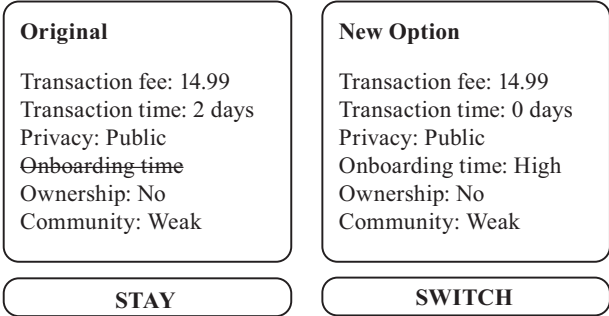 Original
Transaction fee: 14.99
Transaction time: 2 days
Privacy: Public
Onboarding time
Ownership: No
Community: Weak
STAY
New Option
Transaction fee: 14.99
Transaction time: 0 days
Privacy: Public
Onboarding time: High
Ownership: No
Community: Weak
SWITCH